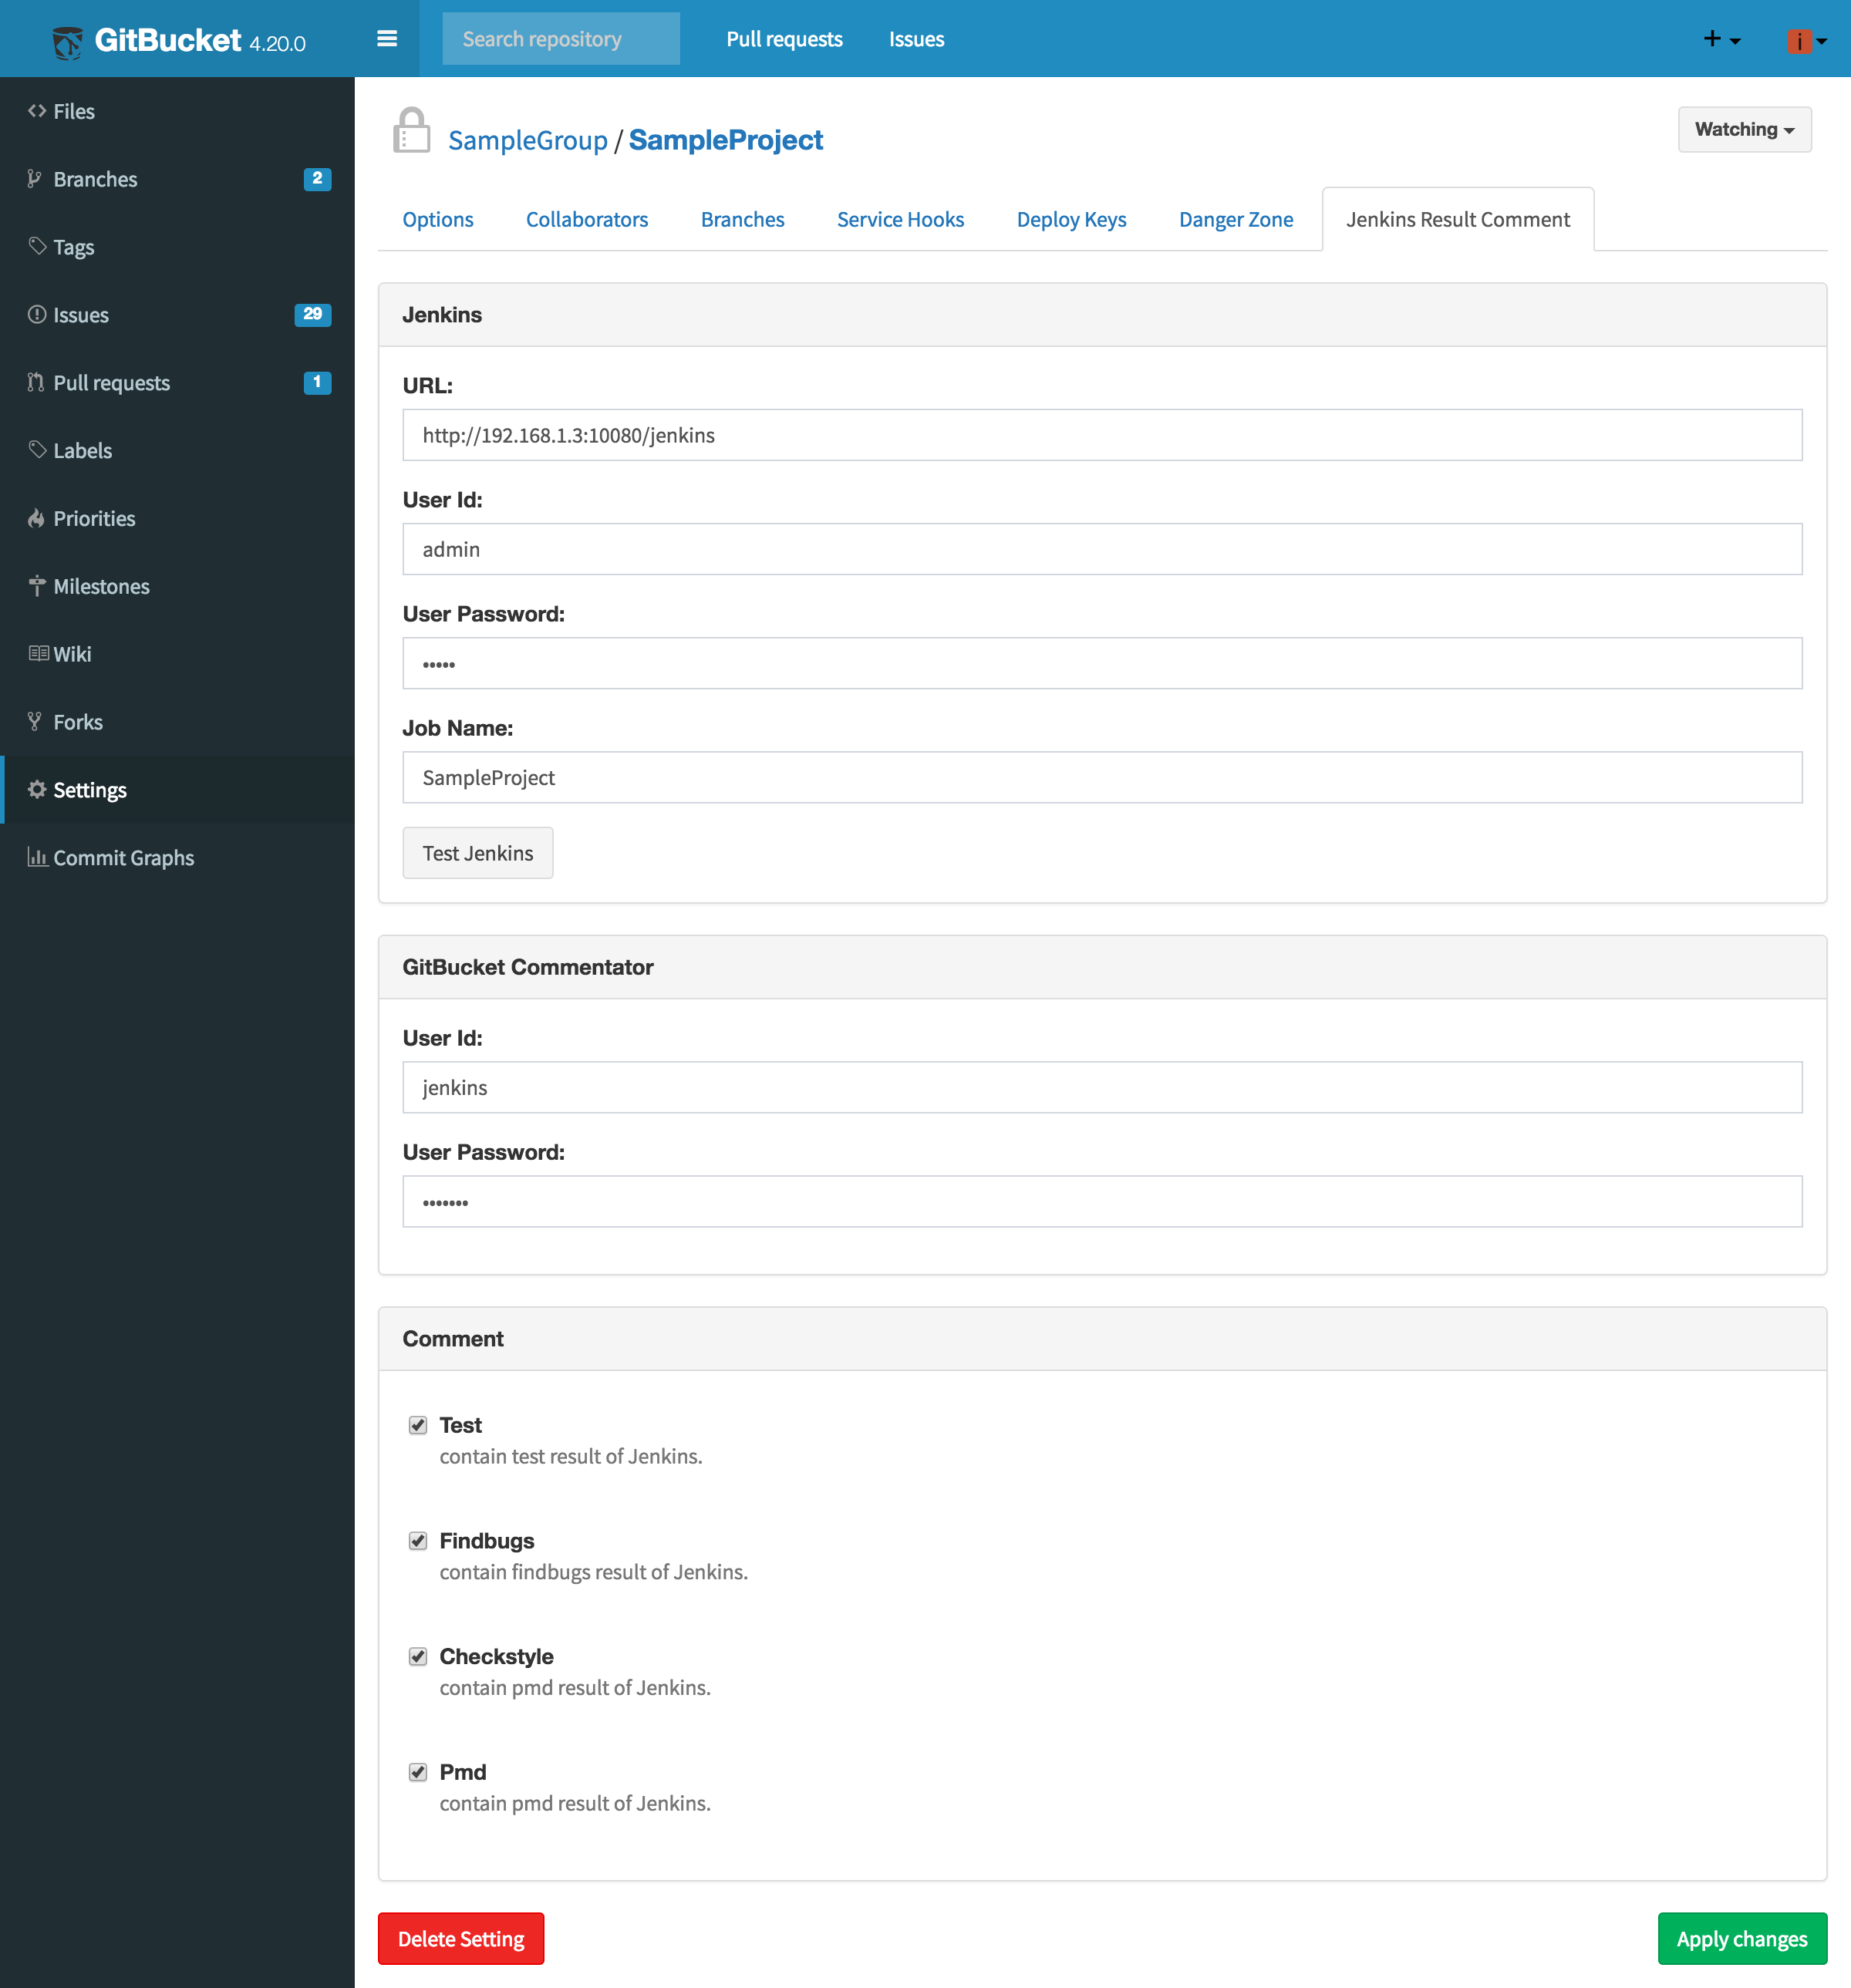 GitBucket 4.20.0
Search repository
Pull requests
Issues
i
Files
Branches 2
Tags
Issues 29
Pull requests 1
Labels
Priorities
Milestones
Wiki
Forks
Settings
Commit Graphs
SampleGroup / SampleProject
Watching
Options Collaborators Branches Service Hooks Deploy Keys Danger Zone Jenkins Result Comment
Jenkins
URL:
http://192.168.1.3:10080/jenkins
User Id:
admin
User Password:
•••••
Job Name:
SampleProject
Test Jenkins
GitBucket Commentator
User Id:
jenkins
User Password:
•••••••
Comment
Test
contain test result of Jenkins.
Findbugs
contain findbugs result of Jenkins.
Checkstyle
contain pmd result of Jenkins.
Pmd
contain pmd result of Jenkins.
Delete Setting
Apply changes